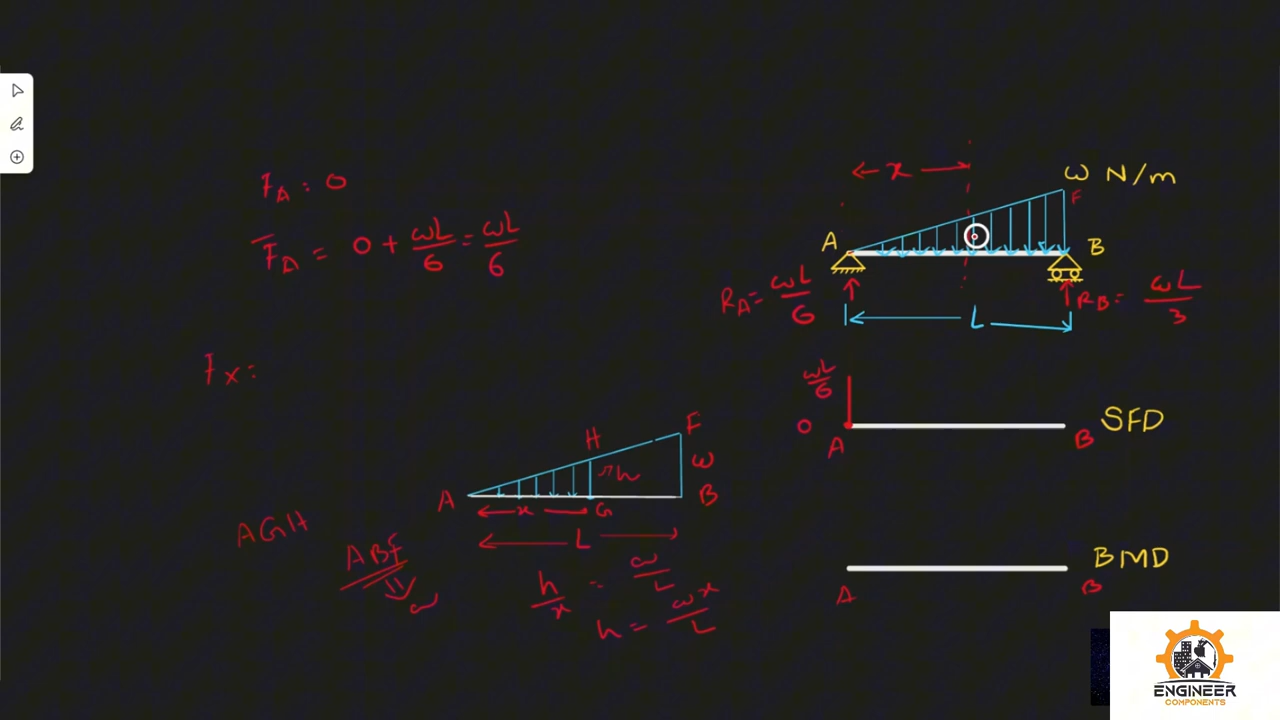 F_A : 0
F_A = 0 + ωL/6 = ωL/6
F_x =
x
ω N/m
F
A
B
R_A = ωL/6
R_B = ωL/3
L
ωL/6
0
A
B
SFD
H
F
h
ω
A
B
x
G
L
AGH
ABF
ω
h/x = ω/L
h = ωx/L
BMD
A
B
ENGINEER
COMPONENTS